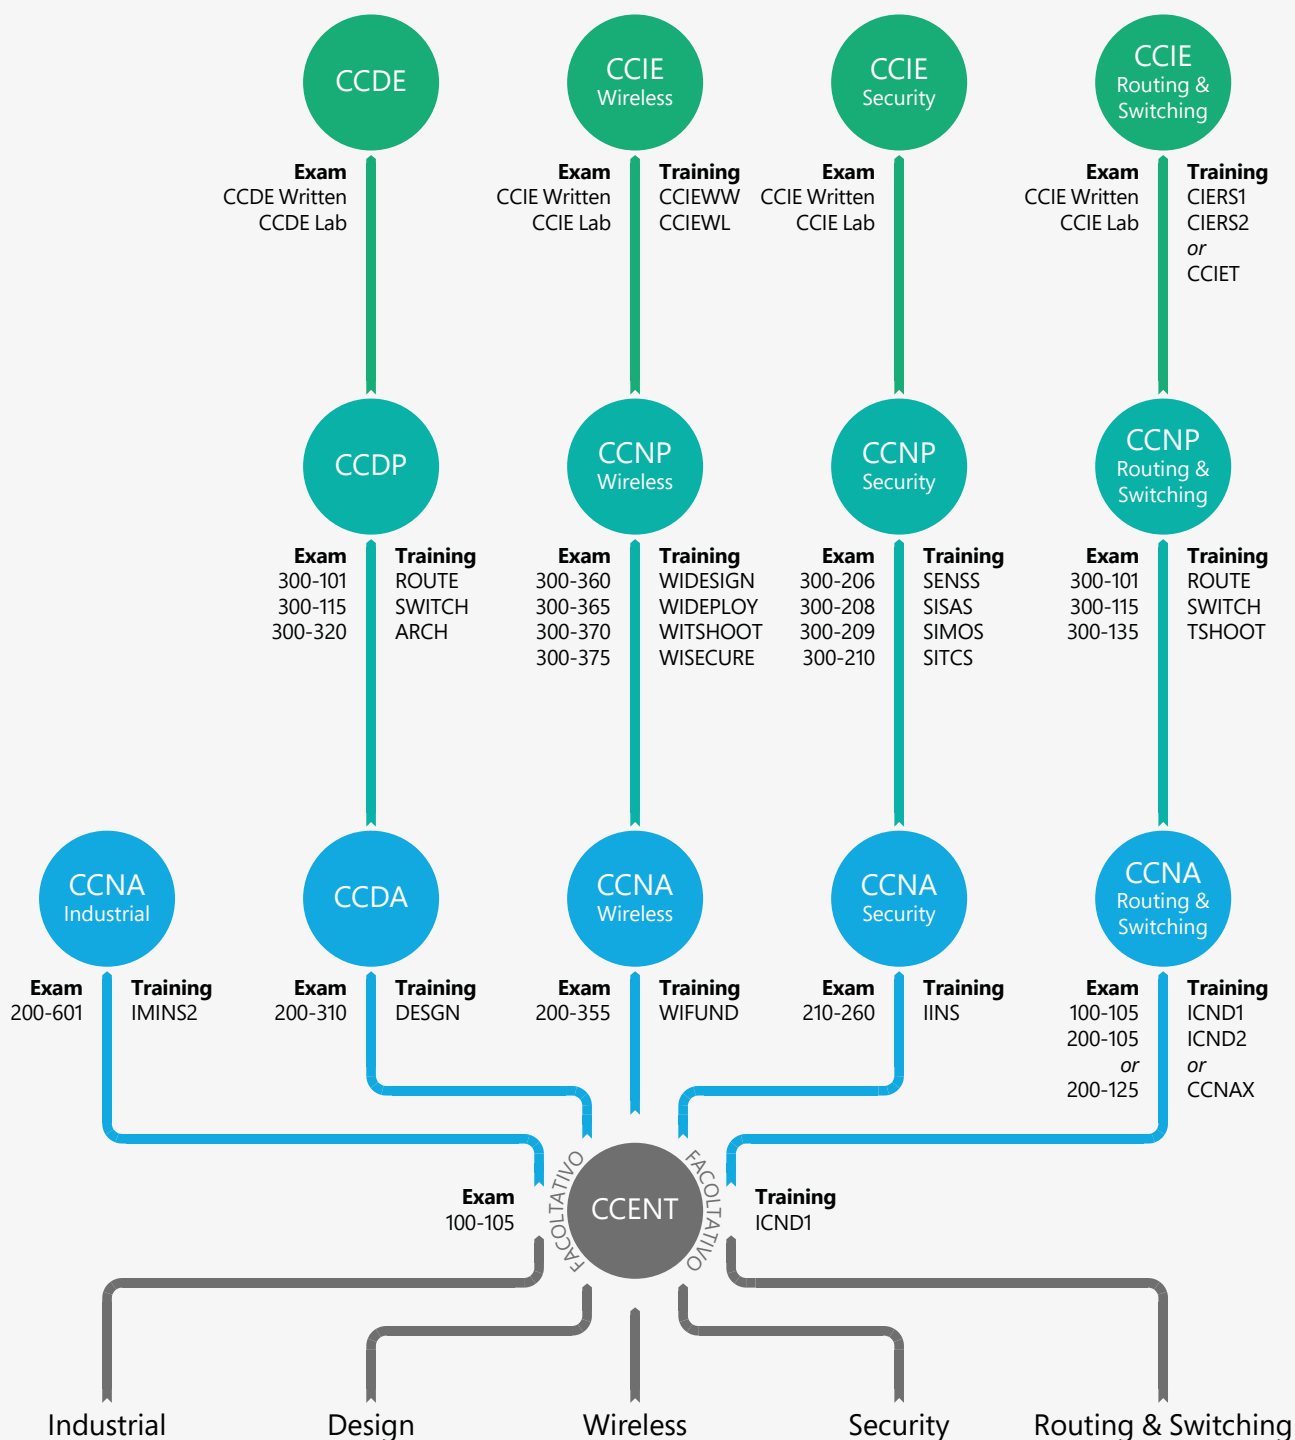 CCDE
CCIE
Wireless
CCIE
Security
CCIE
Routing &
Switching
Exam
CCDE Written
CCDE Lab
Exam
CCIE Written
CCIE Lab
Training
CCIEWW
CCIEWL
Exam
CCIE Written
CCIE Lab
Exam
CCIE Written
CCIE Lab
Training
CIERS1
CIERS2
or
CCIET
CCDP
CCNP
Wireless
CCNP
Security
CCNP
Routing &
Switching
Exam
300-101
300-115
300-320
Training
ROUTE
SWITCH
ARCH
Exam
300-360
300-365
300-370
300-375
Training
WIDESIGN
WIDEPLOY
WITSHOOT
WISECURE
Exam
300-206
300-208
300-209
300-210
Training
SENSS
SISAS
SIMOS
SITCS
Exam
300-101
300-115
300-135
Training
ROUTE
SWITCH
TSHOOT
CCNA
Industrial
CCDA
CCNA
Wireless
CCNA
Security
CCNA
Routing &
Switching
Exam
200-601
Training
IMINS2
Exam
200-310
Training
DESGN
Exam
200-355
Training
WIFUND
Exam
210-260
Training
IINS
Exam
100-105
200-105
or
200-125
Training
ICND1
ICND2
or
CCNAX
Exam
100-105
FACOLTATIVO
CCENT
FACOLTATIVO
Training
ICND1
Industrial
Design
Wireless
Security
Routing & Switching